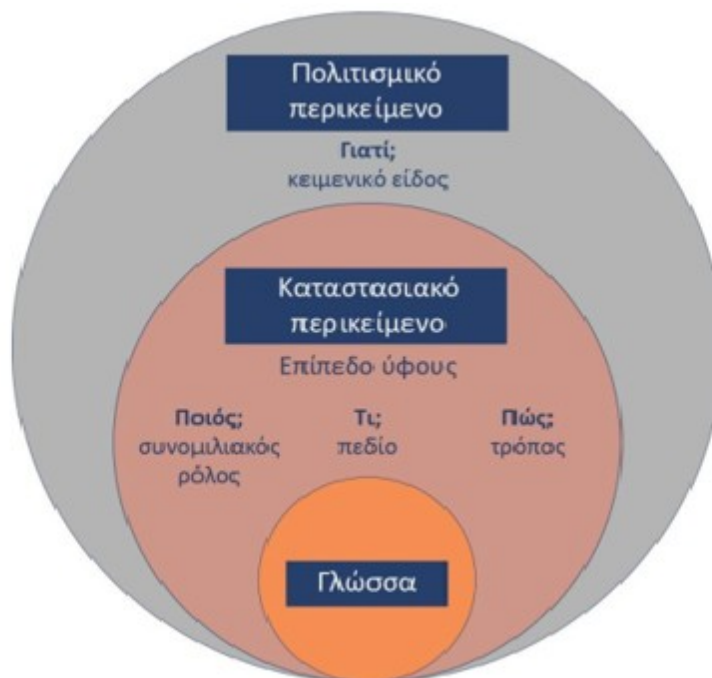 Πολιτισμικό
περικείμενο
Γιατί;
κειμενικό είδος
Καταστασιακό
περικείμενο
Επίπεδο ύφους
Ποιός;
συνομιλιακός
ρόλος
Τι;
πεδίο
Πώς;
τρόπος
Γλώσσα